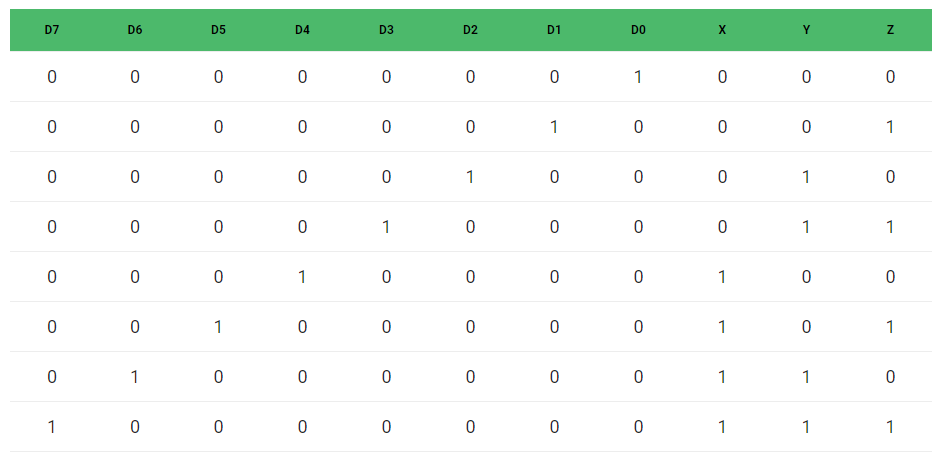 D7 D6 D5 D4 D3 D2 D1 D0 X Y Z
0 0 0 0 0 0 0 1 0 0 0
0 0 0 0 0 0 1 0 0 0 1
0 0 0 0 0 1 0 0 0 1 0
0 0 0 0 1 0 0 0 0 1 1
0 0 0 1 0 0 0 0 1 0 0
0 0 1 0 0 0 0 0 1 0 1
0 1 0 0 0 0 0 0 1 1 0
1 0 0 0 0 0 0 0 1 1 1